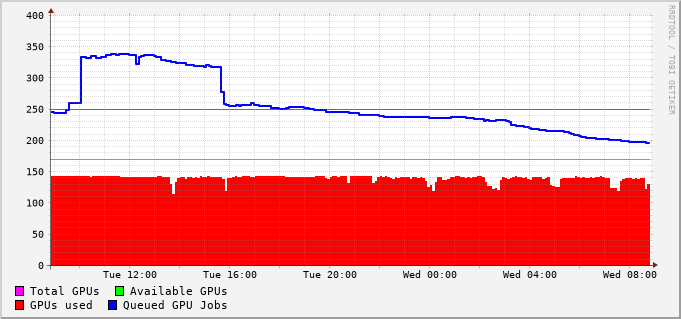 RRDTOOL / TOBI OETIKER
400
350
300
250
200
150
100
50
0
Tue 12:00 Tue 16:00 Tue 20:00 Wed 00:00 Wed 04:00 Wed 08:00
Total GPUs Available GPUs
GPUs used Queued GPU Jobs